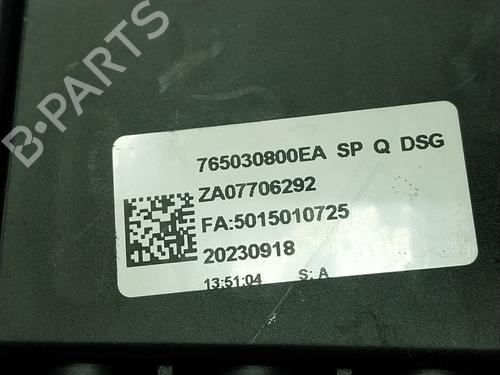 765030800EA SP Q DSG
ZA07706292
FA:5015010725
20230918
13:51:04 S: A
B-PARTS